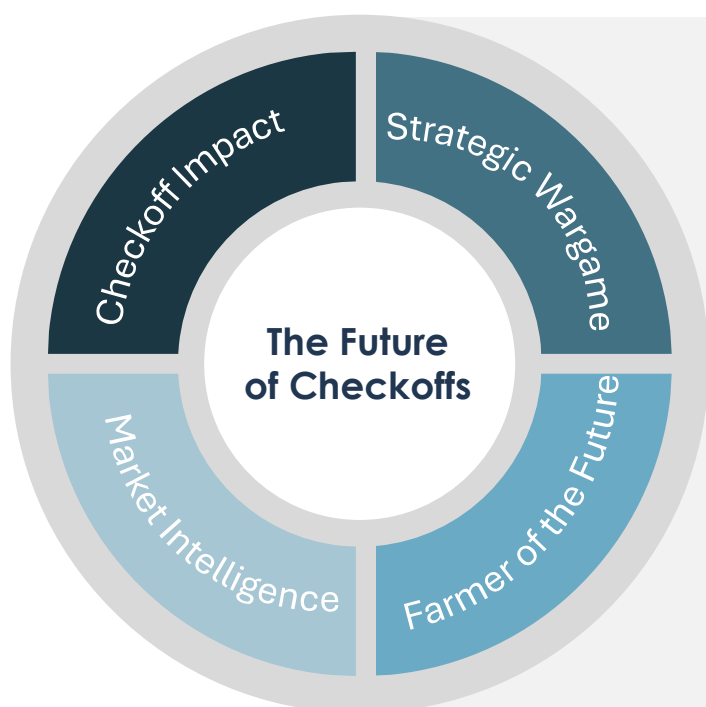 Checkoff Impact
Strategic Wargame
The Future
of Checkoffs
Market Intelligence
Farmer of the Future